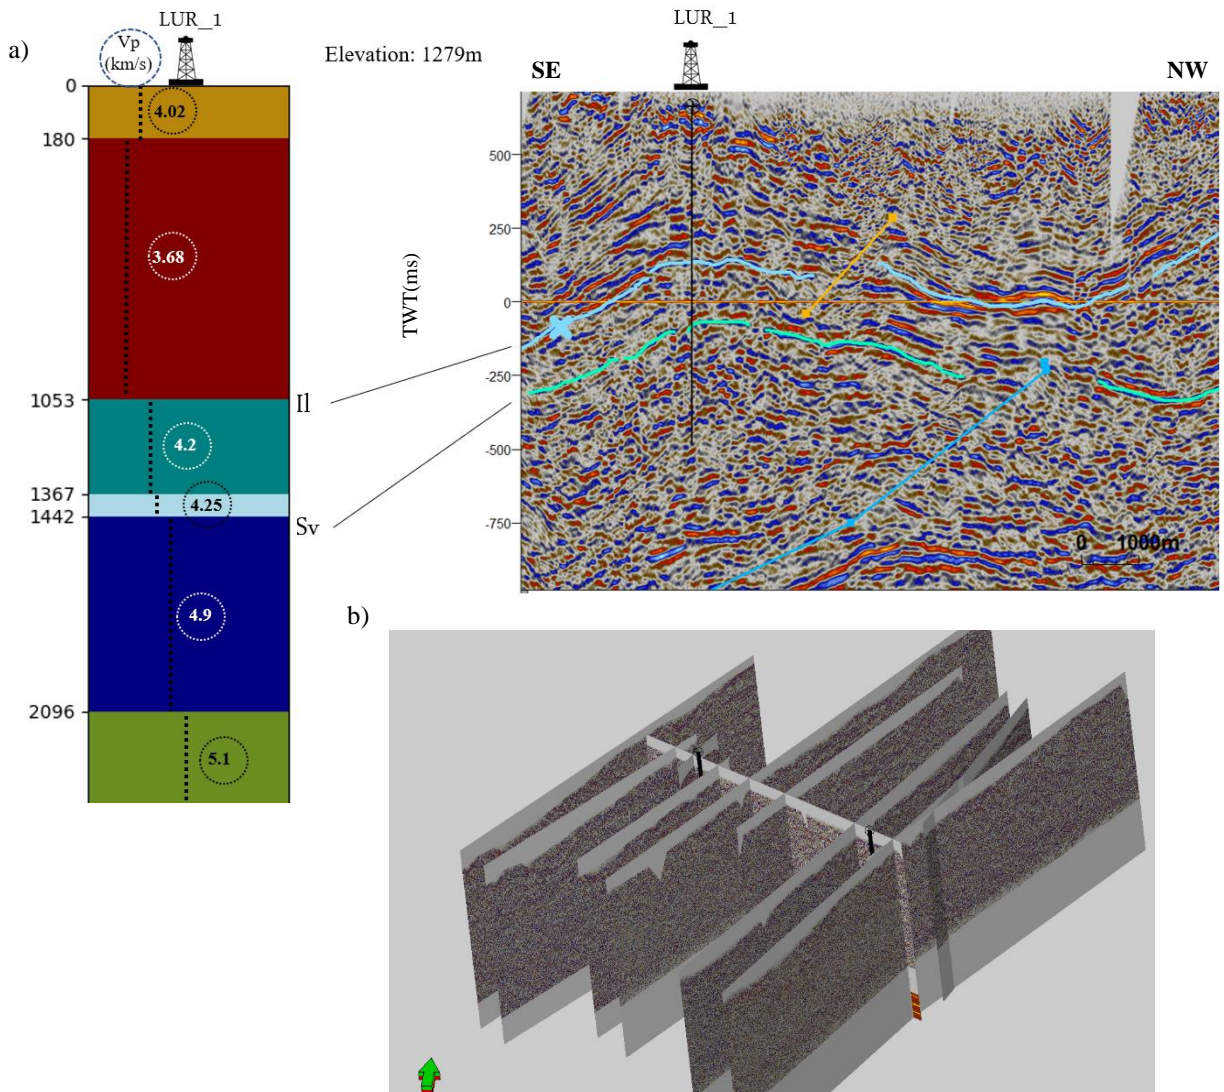 a)
Vp
(km/s)
LUR_1
Elevation: 1279m
LUR_1
SE
NW
0
180
1053
1367
1442
2096
4.02
3.68
4.2
4.25
4.9
5.1
Il
Sv
TWT(ms)
500
250
0
-250
-500
-750
0 1000m
b)